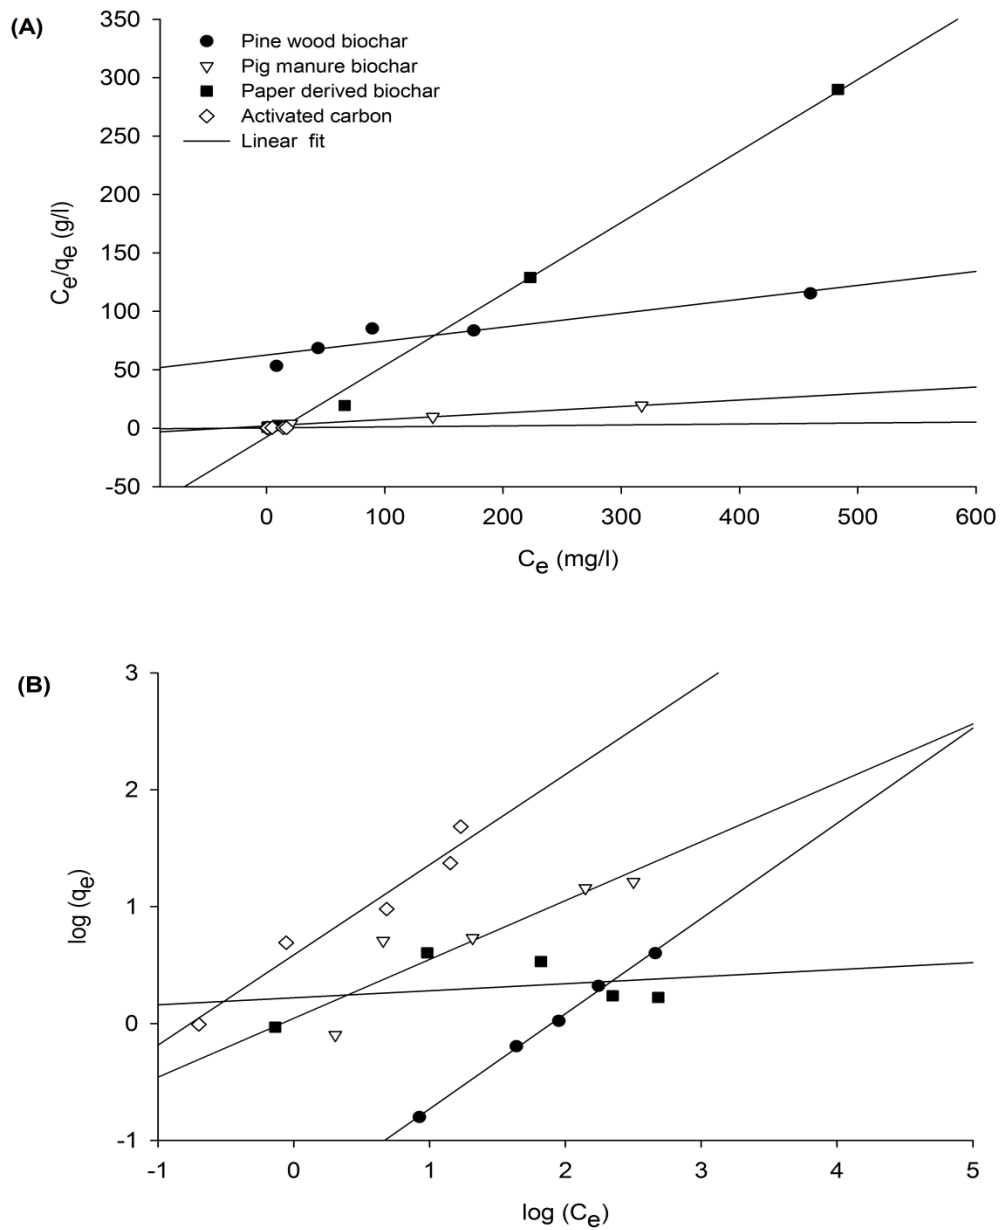 (A)
Pine wood biochar
Pig manure biochar
Paper derived biochar
Activated carbon
Linear fit
350
300
250
200
150
100
50
0
-50
Ce/qe (g/l)
0 100 200 300 400 500 600
Ce (mg/l)
(B)
3
2
1
0
-1
log (qe)
-1 0 1 2 3 4 5
log (Ce)